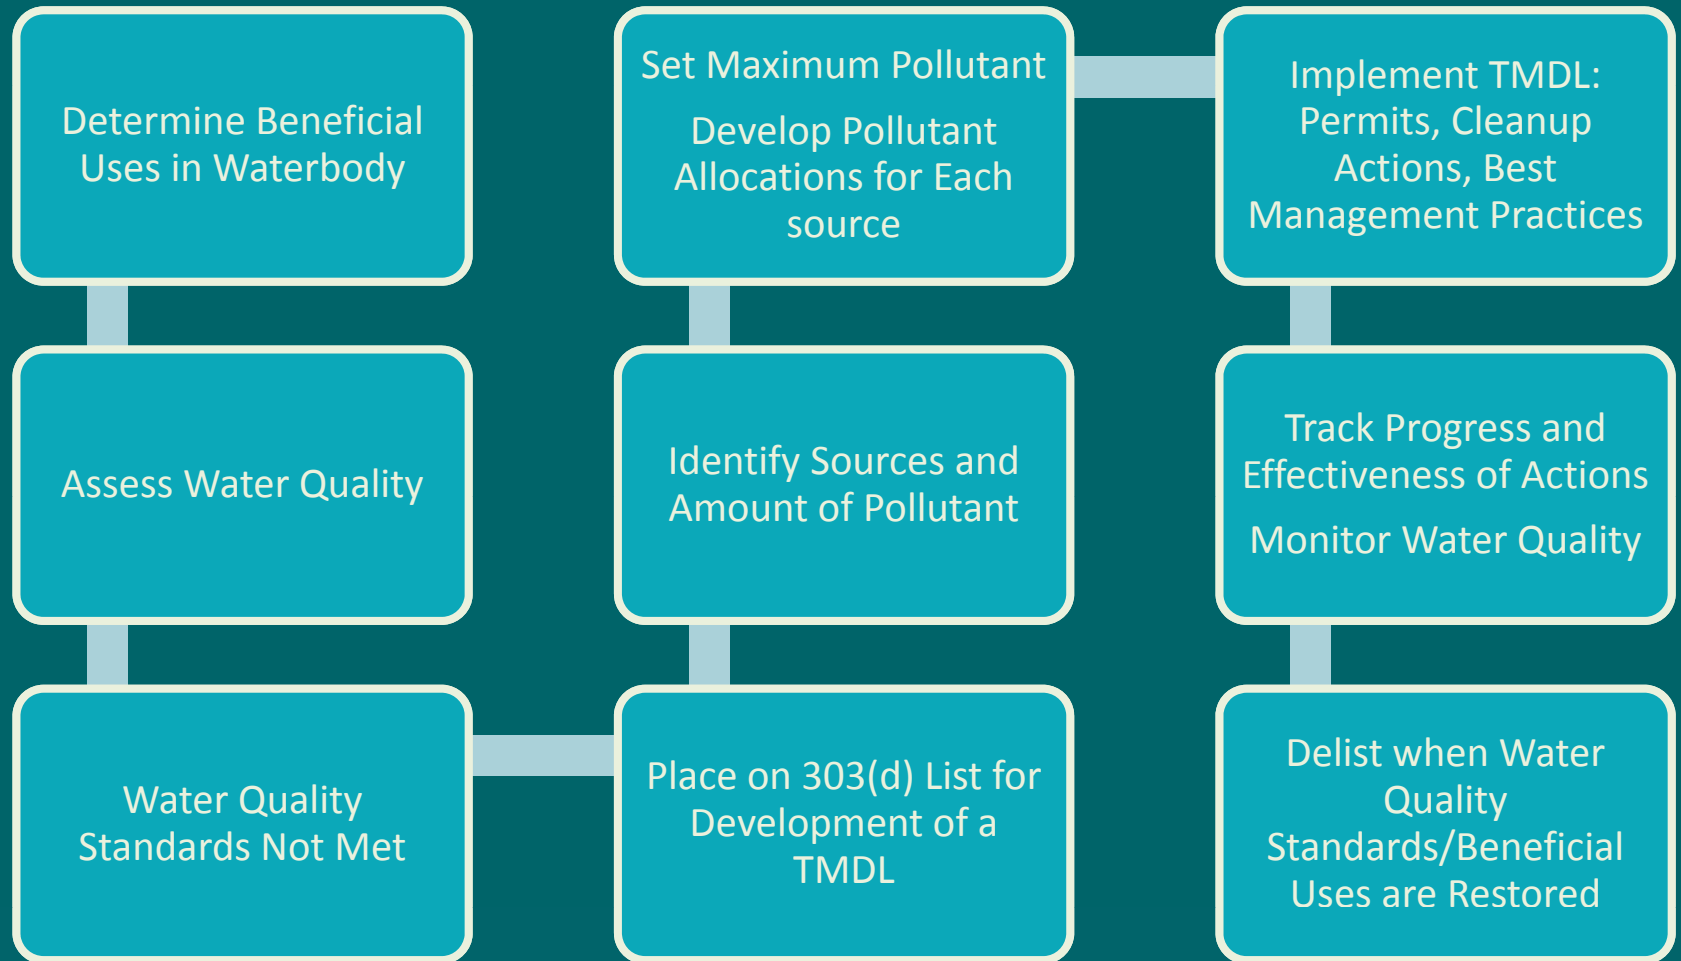 Determine Beneficial
Uses in Waterbody
Assess Water Quality
Water Quality
Standards Not Met
Place on 303(d) List for
Development of a
TMDL
Identify Sources and
Amount of Pollutant
Set Maximum Pollutant
Develop Pollutant
Allocations for Each
source
Implement TMDL:
Permits, Cleanup
Actions, Best
Management Practices
Track Progress and
Effectiveness of Actions
Monitor Water Quality
Delist when Water
Quality
Standards/Beneficial
Uses are Restored